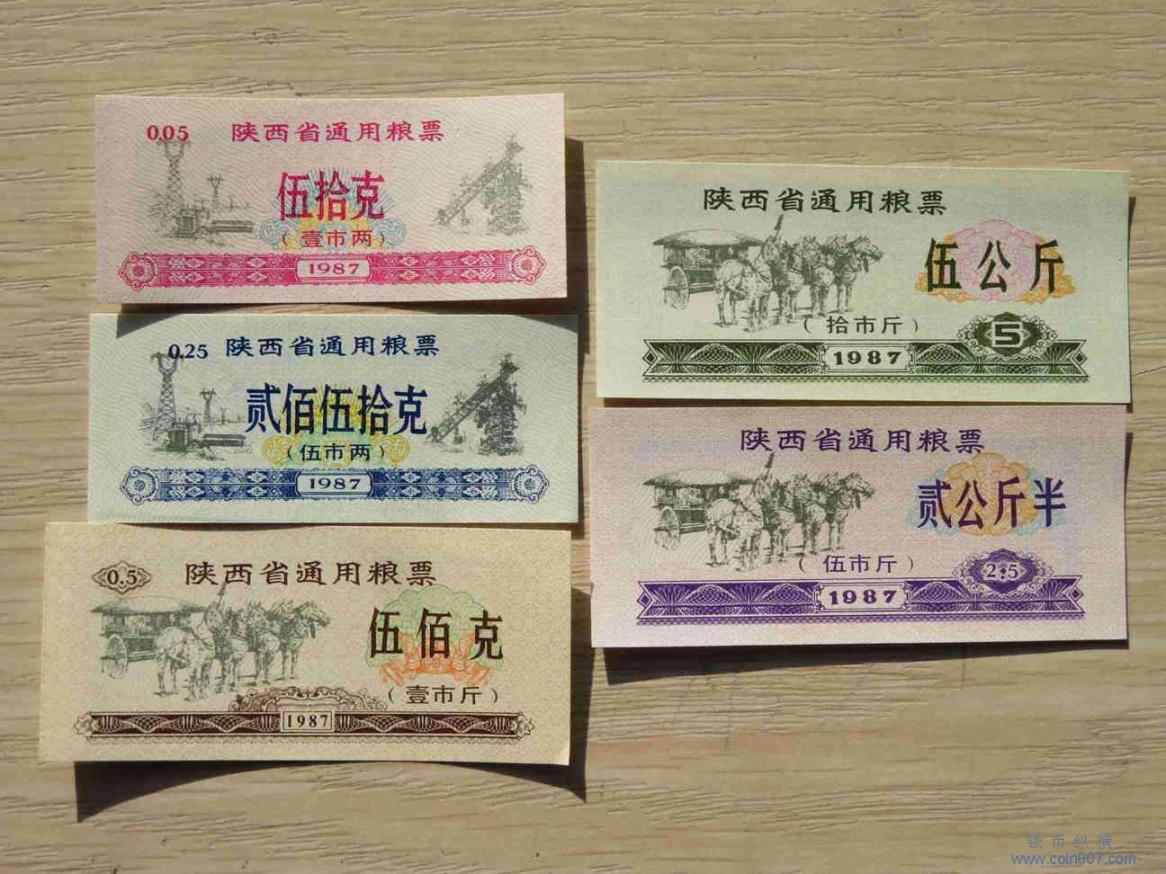 0.05 陕西省通用粮票
伍拾克
(壹市两)
1987
0.25 陕西省通用粮票
贰佰伍拾克
(伍市两)
1987
0.5 陕西省通用粮票
伍佰克
(壹市斤)
1987
陕西省通用粮票
伍公斤
(拾市斤)
5
1987
陕西省通用粮票
贰公斤半
(伍市斤)
2.5
1987
钱币纵横
www.coin007.com